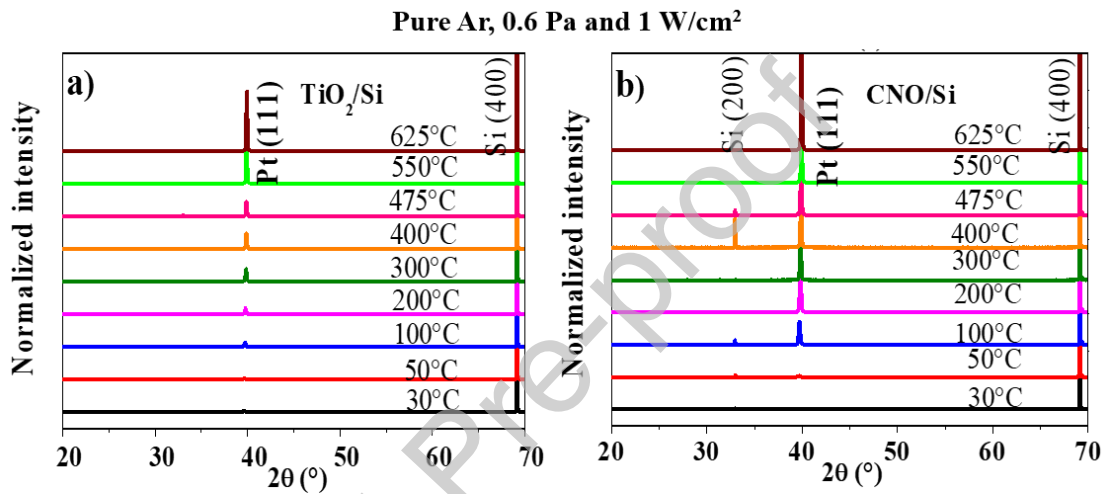 Pure Ar, 0.6 Pa and 1 W/cm²
a)
TiO₂/Si
Pt (111)
Si (400)
625°C
550°C
475°C
400°C
300°C
200°C
100°C
50°C
30°C
Normalized intensity
20 30 40 50 60 70
2θ (°)
b)
CNO/Si
Si (200)
Pt (111)
Si (400)
625°C
550°C
475°C
400°C
300°C
200°C
100°C
50°C
30°C
Normalized intensity
20 30 40 50 60 70
2θ (°)
Pre-proof